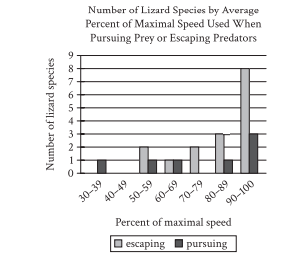 Number of Lizard Species by Average
Percent of Maximal Speed Used When
Pursuing Prey or Escaping Predators
Number of lizard species
9
8
7
6
5
4
3
2
1
0
30–39
40–49
50–59
60–69
70–79
80–89
90–100
Percent of maximal speed
escaping
pursuing